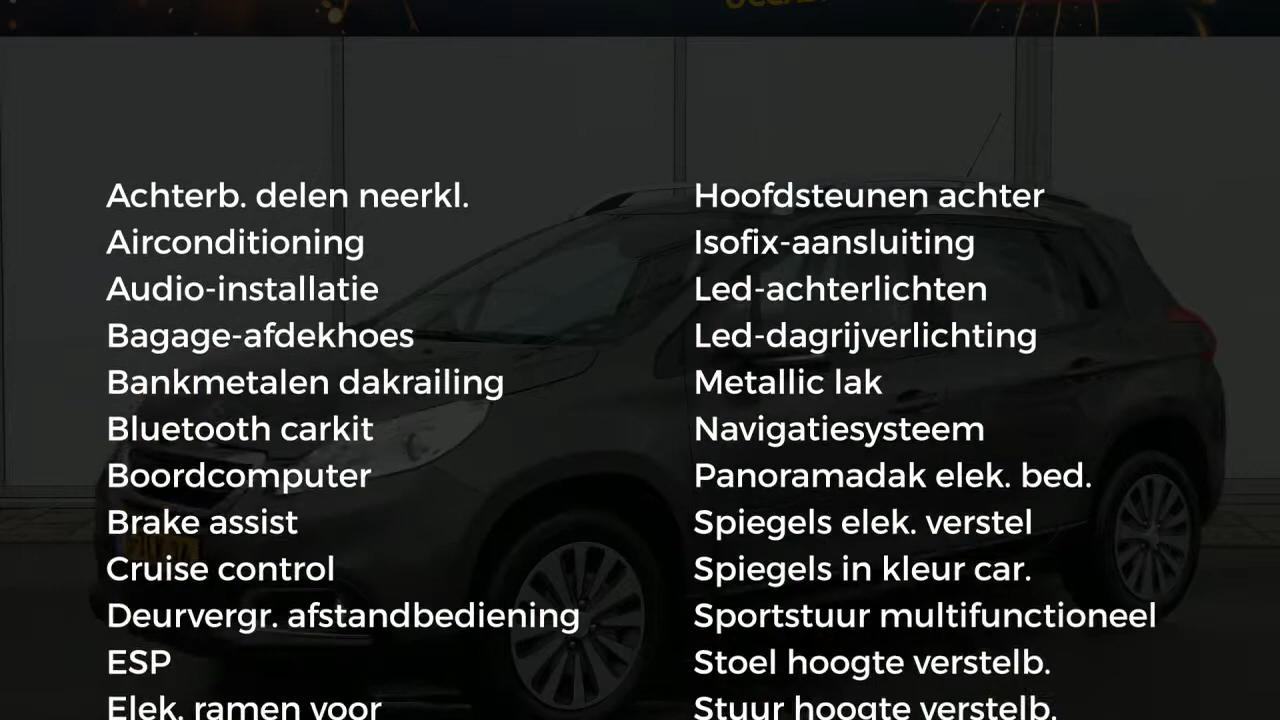 Achterb. delen neerkl.
Airconditioning
Audio-installatie
Bagage-afdekhoes
Bankmetalen dakrailing
Bluetooth carkit
Boordcomputer
Brake assist
Cruise control
Deurvergr. afstandbediening
ESP
Elek. ramen voor
Hoofdsteunen achter
Isofix-aansluiting
Led-achterlichten
Led-dagrijverlichting
Metallic lak
Navigatiesysteem
Panoramadak elek. bed.
Spiegels elek. verstel
Spiegels in kleur car.
Sportstuur multifunctioneel
Stoel hoogte verstelb.
Stuur hoogte verstelb.